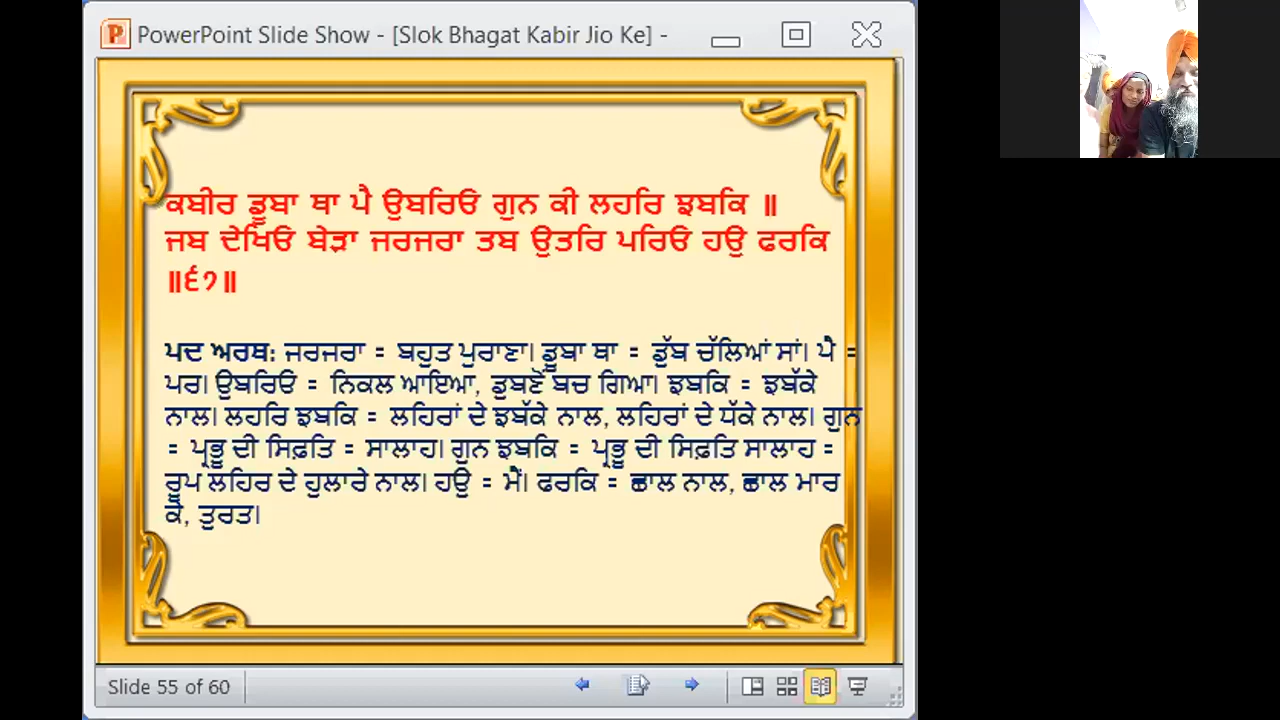 PowerPoint Slide Show - [Slok Bhagat Kabir Jio Ke] -
ਕਬੀਰ ਡੂਬਾ ਥਾ ਪੈ ਉਬਰਿਓ ਗੁਨ ਕੀ ਲਹਰਿ ਝਬਕਿ ॥
ਜਬ ਦੇਖਿਓ ਬੇੜਾ ਜਰਜਰਾ ਤਬ ਉਤਰਿ ਪਰਿਓ ਹਉ ਫਰਕਿ
॥੬੭॥
ਪਦ ਅਰਥ: ਜਰਜਰਾ = ਬਹੁਤ ਪੁਰਾਣਾ। ਡੂਬਾ ਥਾ = ਡੁੱਬ ਚੱਲਿਆਂ ਸਾਂ। ਪੈ =
ਪਰ। ਉਬਰਿਓ = ਨਿਕਲ ਆਇਆ, ਡੁਬਣੋਂ ਬਚ ਗਿਆ। ਝਬਕਿ = ਝਬੱਕੇ
ਨਾਲ। ਲਹਰਿ ਝਬਕਿ = ਲਹਿਰਾਂ ਦੇ ਝਬੱਕੇ ਨਾਲ, ਲਹਿਰਾਂ ਦੇ ਧੱਕੇ ਨਾਲ। ਗੁਨ
= ਪ੍ਰਭੂ ਦੀ ਸਿਫ਼ਤਿ = ਸਾਲਾਹ। ਗੁਨ ਝਬਕਿ = ਪ੍ਰਭੂ ਦੀ ਸਿਫ਼ਤਿ ਸਾਲਾਹ =
ਰੂਪ ਲਹਿਰ ਦੇ ਹੁਲਾਰੇ ਨਾਲ। ਹਉ = ਮੈਂ। ਫਰਕਿ = ਛਾਲ ਨਾਲ, ਛਾਲ ਮਾਰ
ਕੇ, ਤੁਰਤ।
Slide 55 of 60